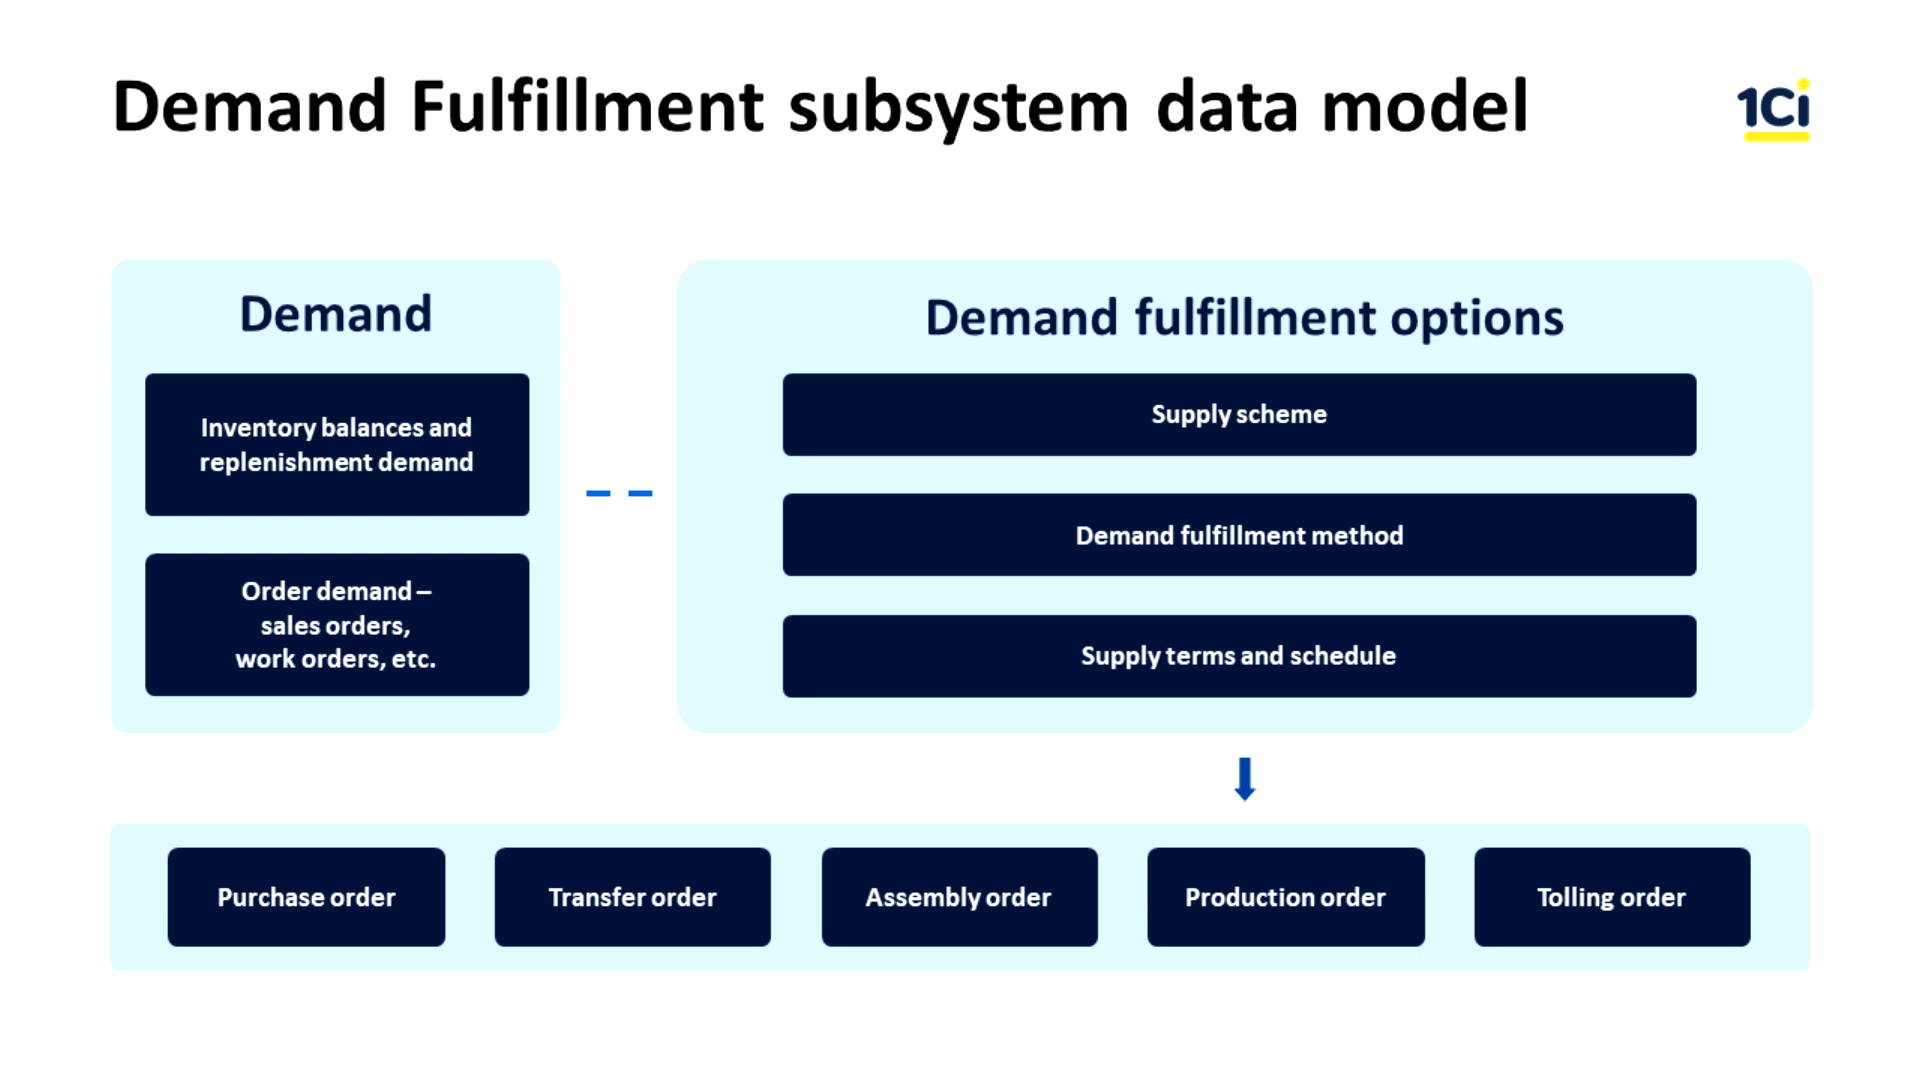 Demand Fulfillment subsystem data model
1Ci
Demand
Inventory balances and
replenishment demand
Order demand –
sales orders,
work orders, etc.
Demand fulfillment options
Supply scheme
Demand fulfillment method
Supply terms and schedule
Purchase order
Transfer order
Assembly order
Production order
Tolling order